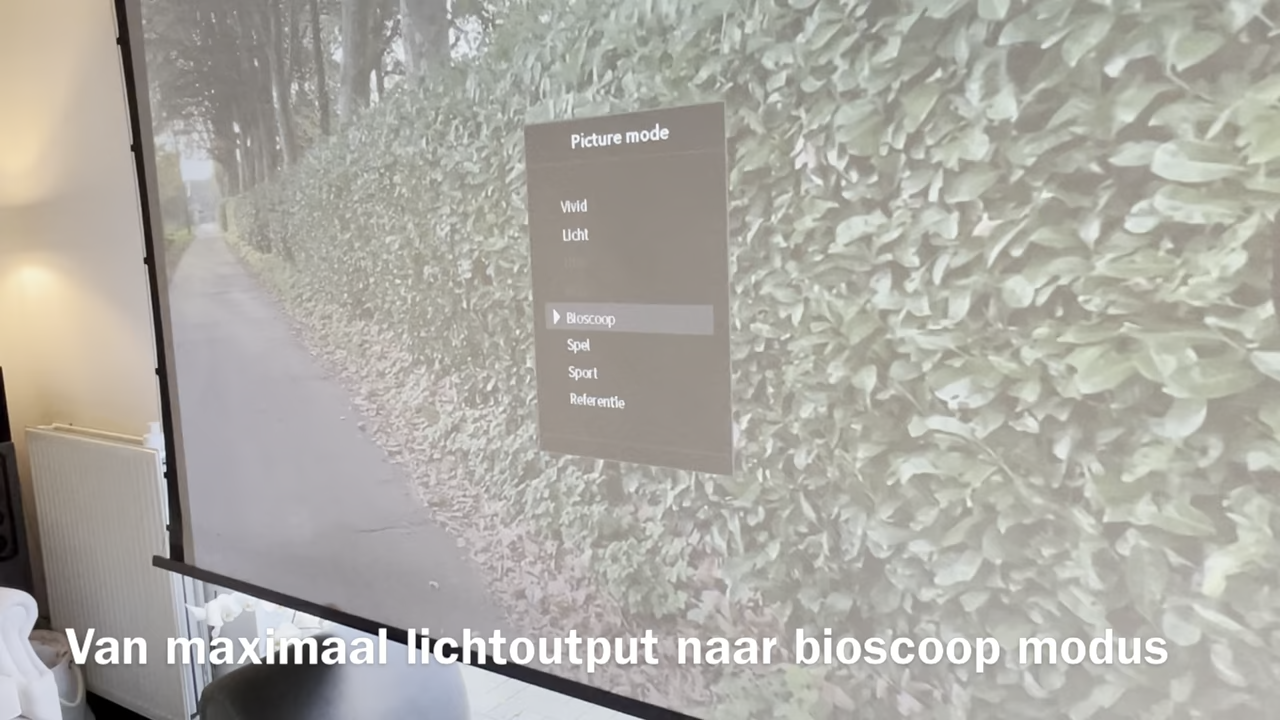 Picture mode
Vivid
Licht
Bioscoop
Spel
Sport
Referentie
Van maximaal lichtoutput naar bioscoop modus